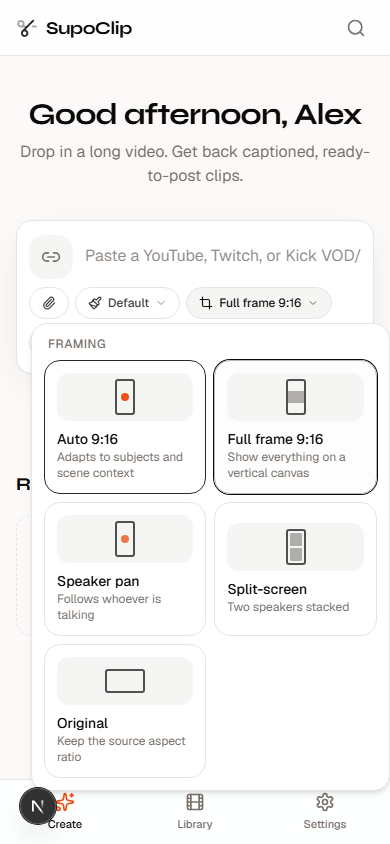 SupoClip
Good afternoon, Alex
Drop in a long video. Get back captioned, ready-
to-post clips.
Paste a YouTube, Twitch, or Kick VOD/
Default
Full frame 9:16
FRAMING
Auto 9:16
Adapts to subjects and
scene context
Full frame 9:16
Show everything on a
vertical canvas
R
Speaker pan
Follows whoever is
talking
Split-screen
Two speakers stacked
Original
Keep the source aspect
ratio
N
Create
Library
Settings